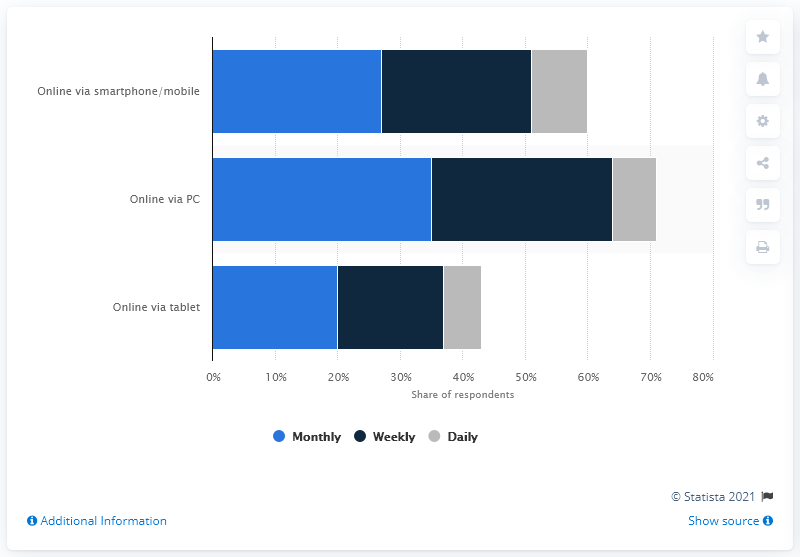 Online via smartphone/mobile
Online via PC
Online via tablet
0% 10% 20% 30% 40% 50% 60% 70% 80%
Share of respondents
Monthly Weekly Daily
© Statista 2021
Additional Information Show source